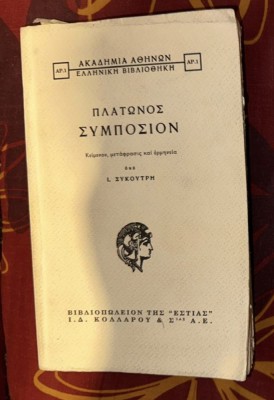 ΑΚΑΔΗΜΙΑ ΑΘΗΝΩΝ
ΑΡ.1 ΕΛΛΗΝΙΚΗ ΒΙΒΛΙΟΘΗΚΗ ΑΡ.1
ΠΛΑΤΩΝΟΣ
ΣΥΜΠΟΣΙΟΝ
Κείμενον, μετάφρασις καὶ ἑρμηνεία
ὑπὸ
Ι. ΣΥΚΟΥΤΡΗ
ΒΙΒΛΙΟΠΩΛΕΙΟΝ ΤΗΣ "ΕΣΤΙΑΣ"
Ι.Δ. ΚΟΛΛΑΡΟΥ & ΣΙΑΣ Α.Ε.